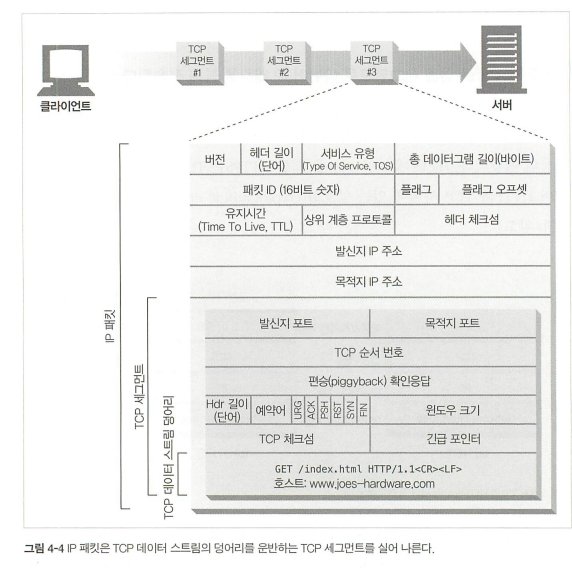 TCP
세그먼트
#1
TCP
세그먼트
#2
TCP
세그먼트
#3
클라이언트
서버
버전
헤더 길이
(단어)
서비스 유형
(Type Of Service, TOS)
총 데이터그램 길이(바이트)
패킷 ID (16비트 숫자)
플래그
플래그 오프셋
유지시간
(Time To Live, TTL)
상위 계층 프로토콜
헤더 체크섬
발신지 IP 주소
목적지 IP 주소
발신지 포트
목적지 포트
TCP 순서 번호
편승(piggyback) 확인응답
Hdr 길이
(단어)
예약어
URG
ACK
PSH
RST
SYN
FIN
윈도우 크기
TCP 체크섬
긴급 포인터
GET /index.html HTTP/1.1<CR><LF>
호스트: www.joes-hardware.com
IP 패킷
TCP 세그먼트
TCP 데이터 스트림 덩어리
그림 4-4 IP 패킷은 TCP 데이터 스트림의 덩어리를 운반하는 TCP 세그먼트를 실어 나른다.